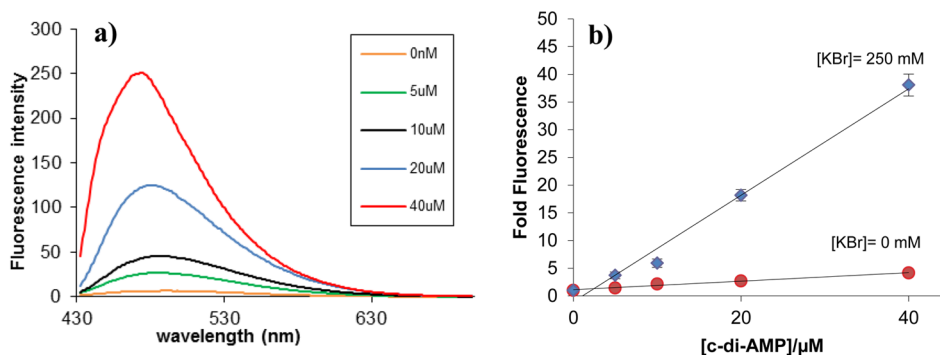 a)
300
250
200
150
100
50
0
Fluorescence intensity
430
530
630
wavelength (nm)
0nM
5uM
10uM
20uM
40uM
b)
50
45
40
35
30
25
20
15
10
5
0
Fold Fluorescence
[KBr]= 250 mM
[KBr]= 0 mM
0
20
40
[c-di-AMP]/µM